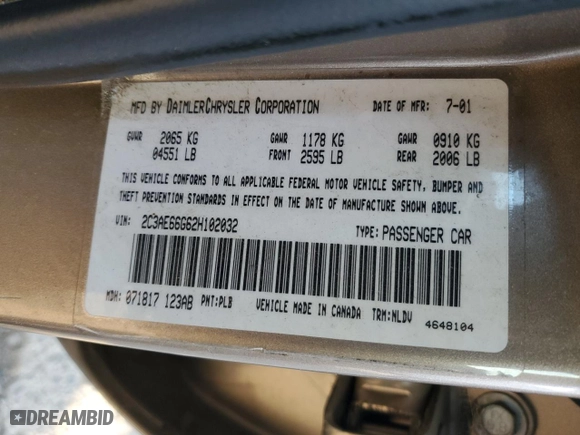 MFD BY DAIMLERCHRYSLER CORPORATION DATE OF MFR: 7-01
GVWR 2065 KG GAWR 1178 KG GAWR 0910 KG
04551 LB FRONT 2595 LB REAR 2006 LB
THIS VEHICLE CONFORMS TO ALL APPLICABLE FEDERAL MOTOR VEHICLE SAFETY, BUMPER AND
THEFT PREVENTION STANDARDS IN EFFECT ON THE DATE OF MANUFACTURE SHOWN ABOVE.
VIN: 2C3AE66G62H102032 TYPE: PASSENGER CAR
MDH: 071817 123AB PNT: PLB VEHICLE MADE IN CANADA TRM: NLDV
4648104
DREAMBID